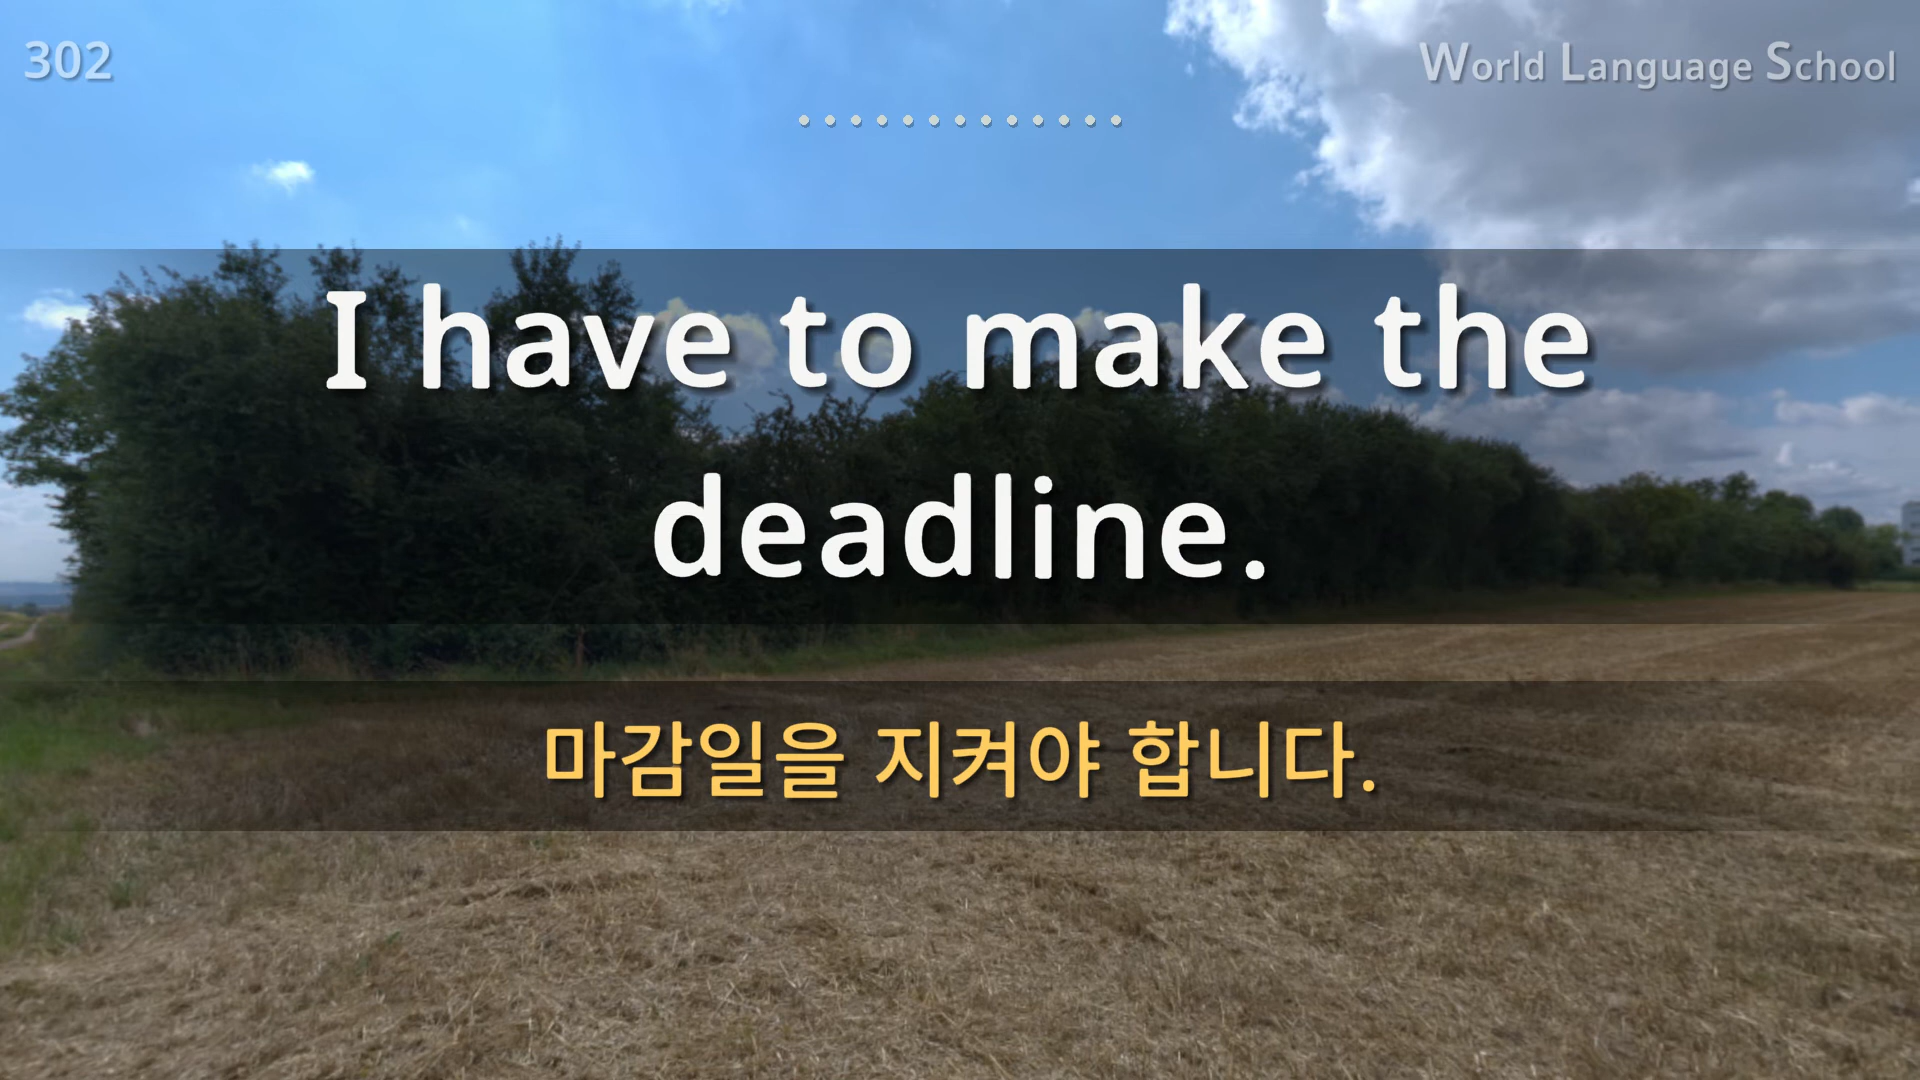 302
World Language School
I have to make the
deadline.
마감일을 지켜야 합니다.